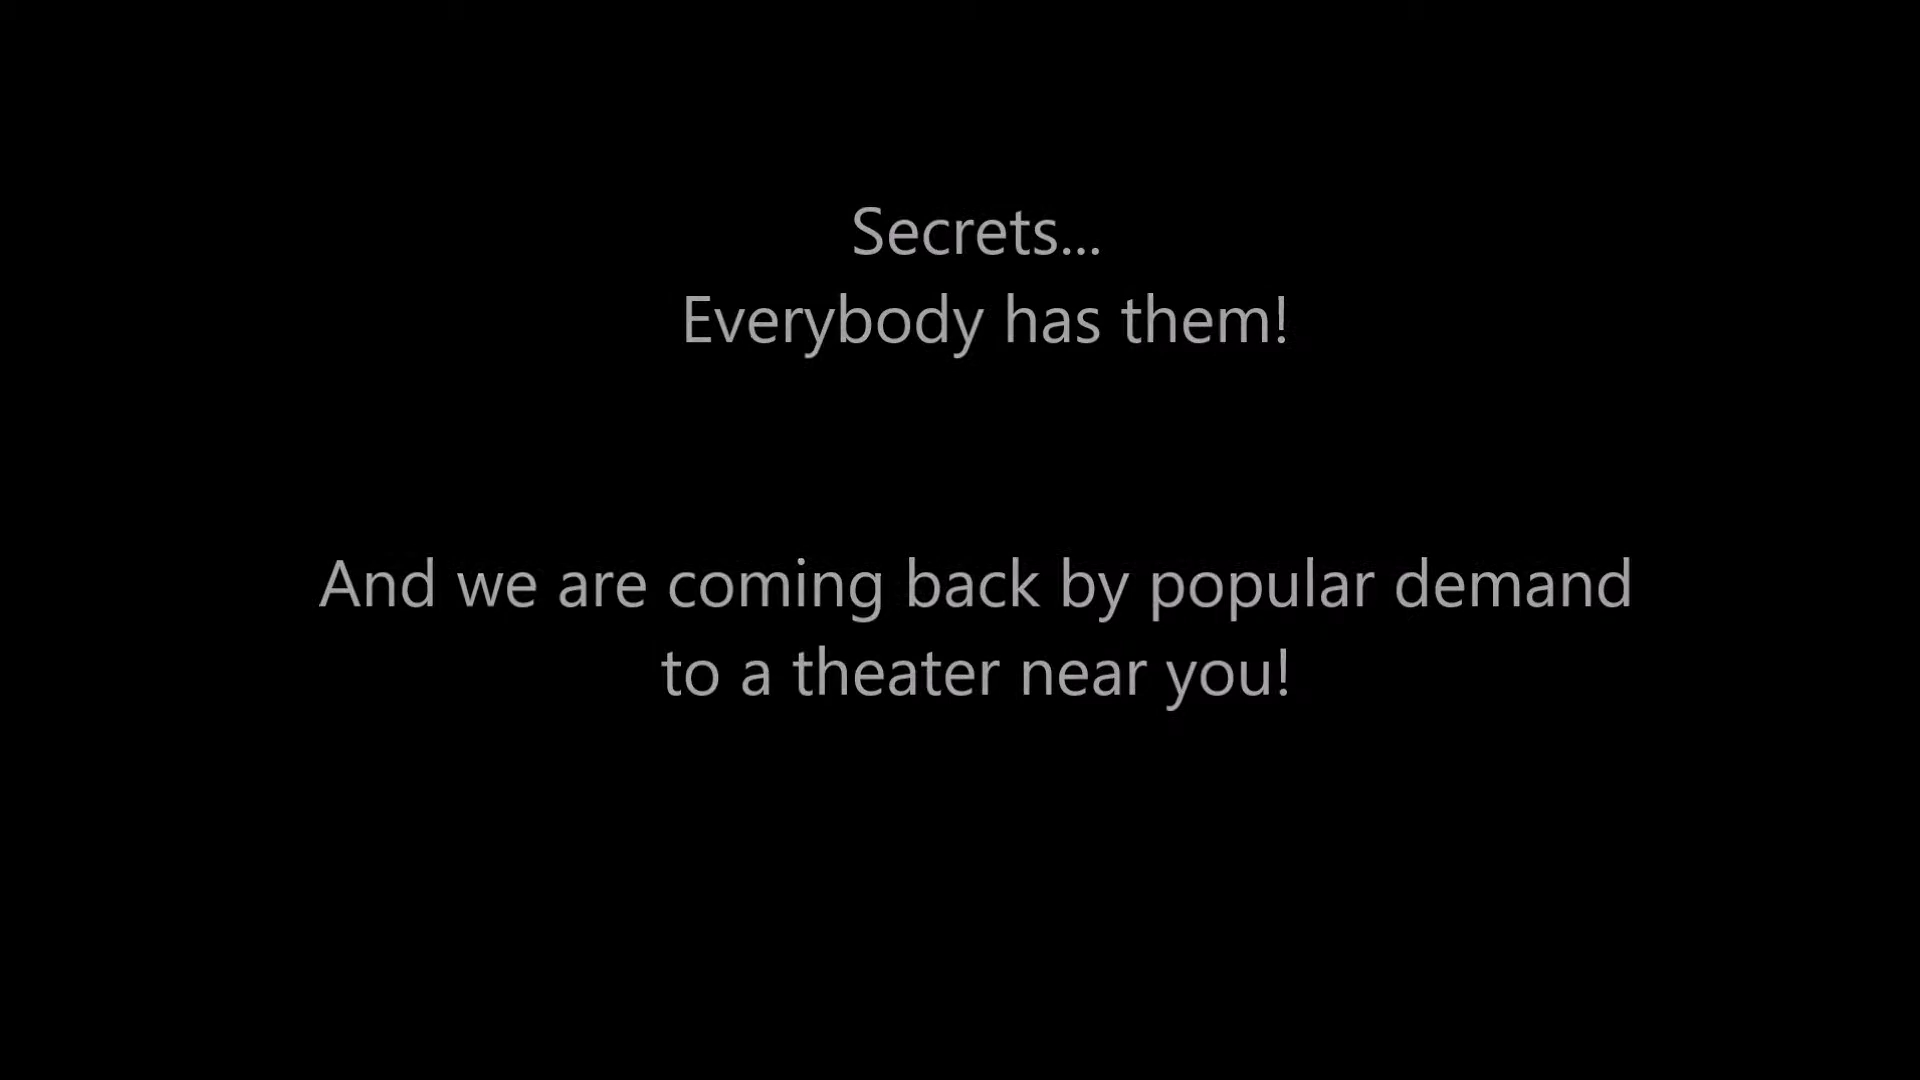 Secrets...
Everybody has them!
And we are coming back by popular demand
to a theater near you!